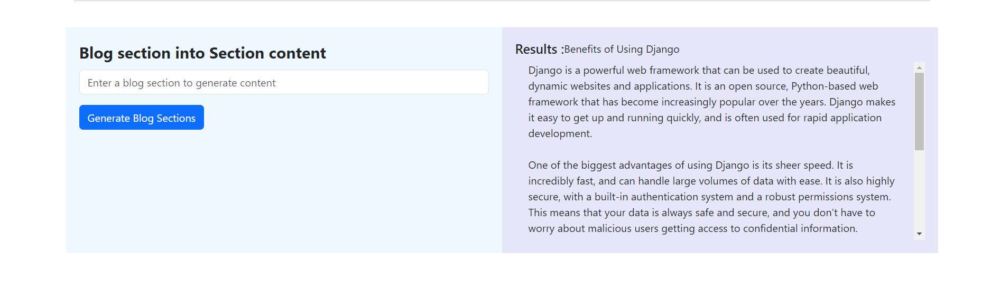 Blog section into Section content
Enter a blog section to generate content
Generate Blog Sections
Results :Benefits of Using Django
Django is a powerful web framework that can be used to create beautiful,
dynamic websites and applications. It is an open source, Python-based web
framework that has become increasingly popular over the years. Django makes
it easy to get up and running quickly, and is often used for rapid application
development.
One of the biggest advantages of using Django is its sheer speed. It is
incredibly fast, and can handle large volumes of data with ease. It is also highly
secure, with a built-in authentication system and a robust permissions system.
This means that your data is always safe and secure, and you don't have to
worry about malicious users getting access to confidential information.